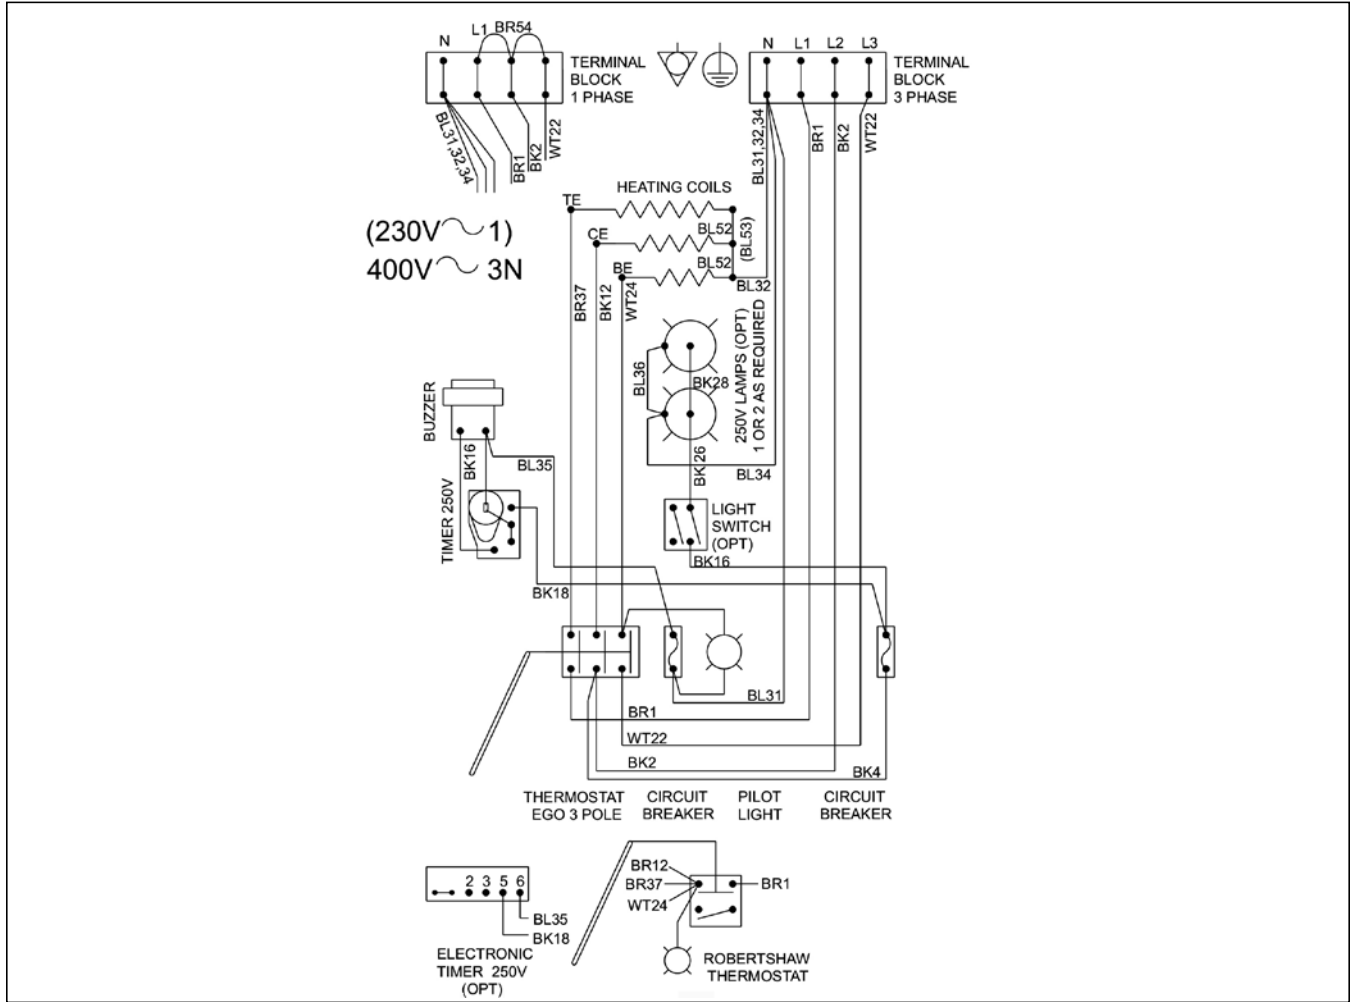 N
L1
BR54
TERMINAL
BLOCK
1 PHASE
N
L1
L2
L3
TERMINAL
BLOCK
3 PHASE
BL31,32,34
BR1
BK2
WT22
BL31,32,34
BR1
BK2
WT22
(230V~ 1)
400V~ 3N
HEATING COILS
TE
CE
BE
BL52
BL52
(BL53)
BL32
BR37
BK12
WT24
250V LAMPS (OPT)
1 OR 2 AS REQUIRED
BL36
BK28
BK26
BL34
BUZZER
BK16
BL35
TIMER 250V
LIGHT
SWITCH
(OPT)
BK16
BK18
BL31
BR1
WT22
BK2
BK4
THERMOSTAT
EGO 3 POLE
CIRCUIT
BREAKER
PILOT
LIGHT
CIRCUIT
BREAKER
2 3 5 6
BL35
BK18
ELECTRONIC
TIMER 250V
(OPT)
BR12
BR37
WT24
BR1
ROBERTSHAW
THERMOSTAT